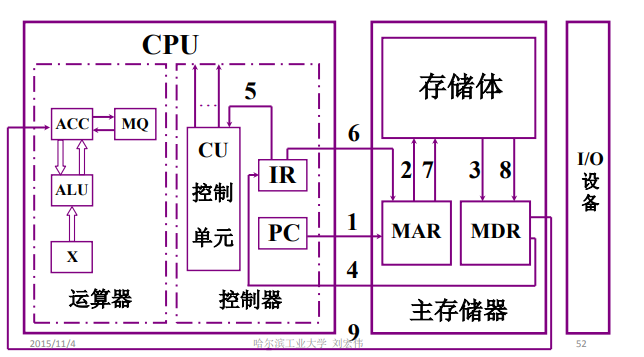 CPU
ACC
MQ
ALU
X
运算器
...
CU
控制
单元
IR
PC
控制器
5
6
1
4
9
存储体
2
7
3
8
MAR
MDR
主存储器
I/O
设
备
2015/11/4
哈尔滨工业大学 刘宏伟
52